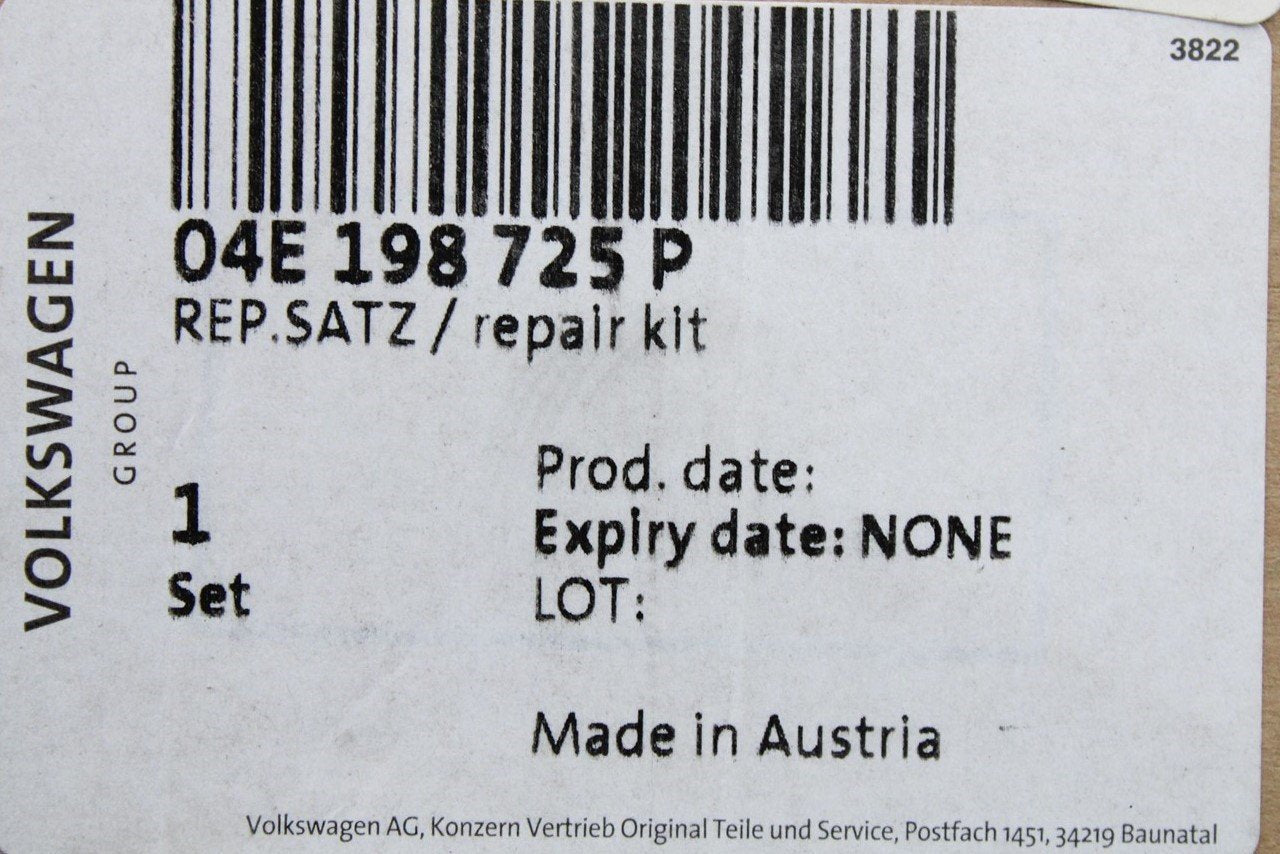 3822
VOLKSWAGEN
GROUP
04E 198 725 P
REP.SATZ / repair kit
1
Set
Prod. date:
Expiry date: NONE
LOT:
Made in Austria
Volkswagen AG, Konzern Vertrieb Original Teile und Service, Postfach 1451, 34219 Baunatal